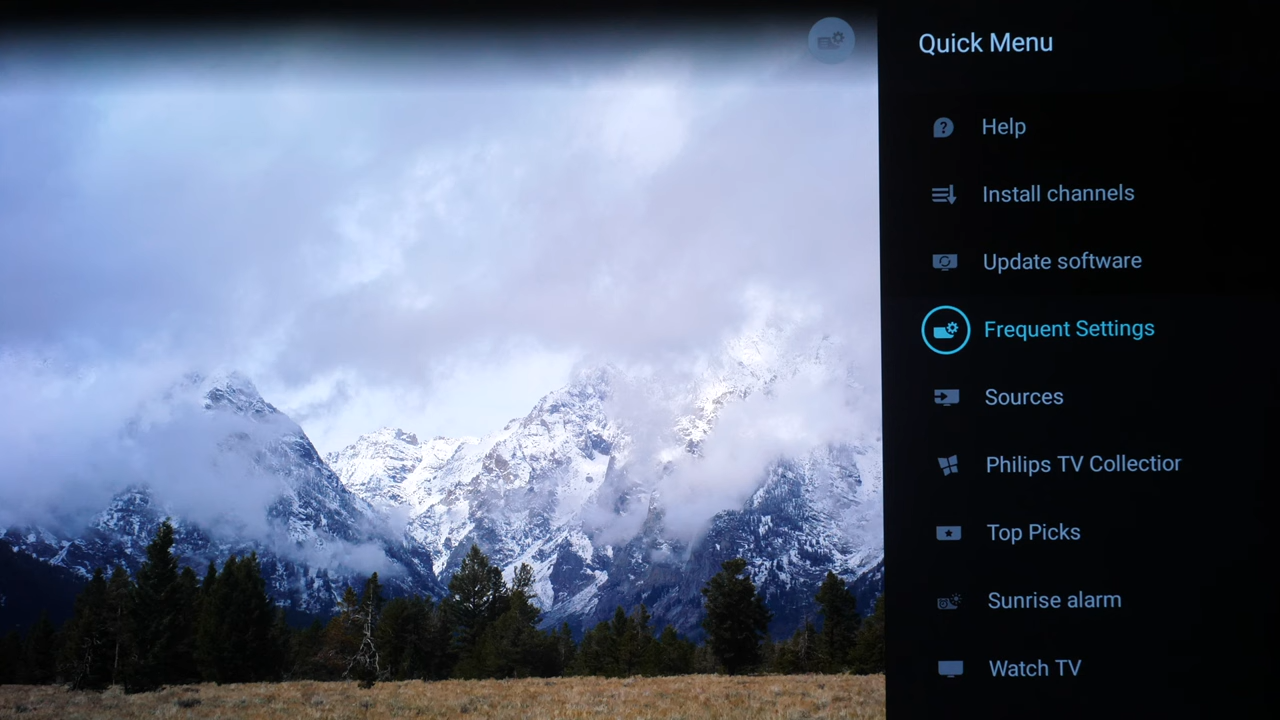 Quick Menu
Help
Install channels
Update software
Frequent Settings
Sources
Philips TV Collection
Top Picks
Sunrise alarm
Watch TV